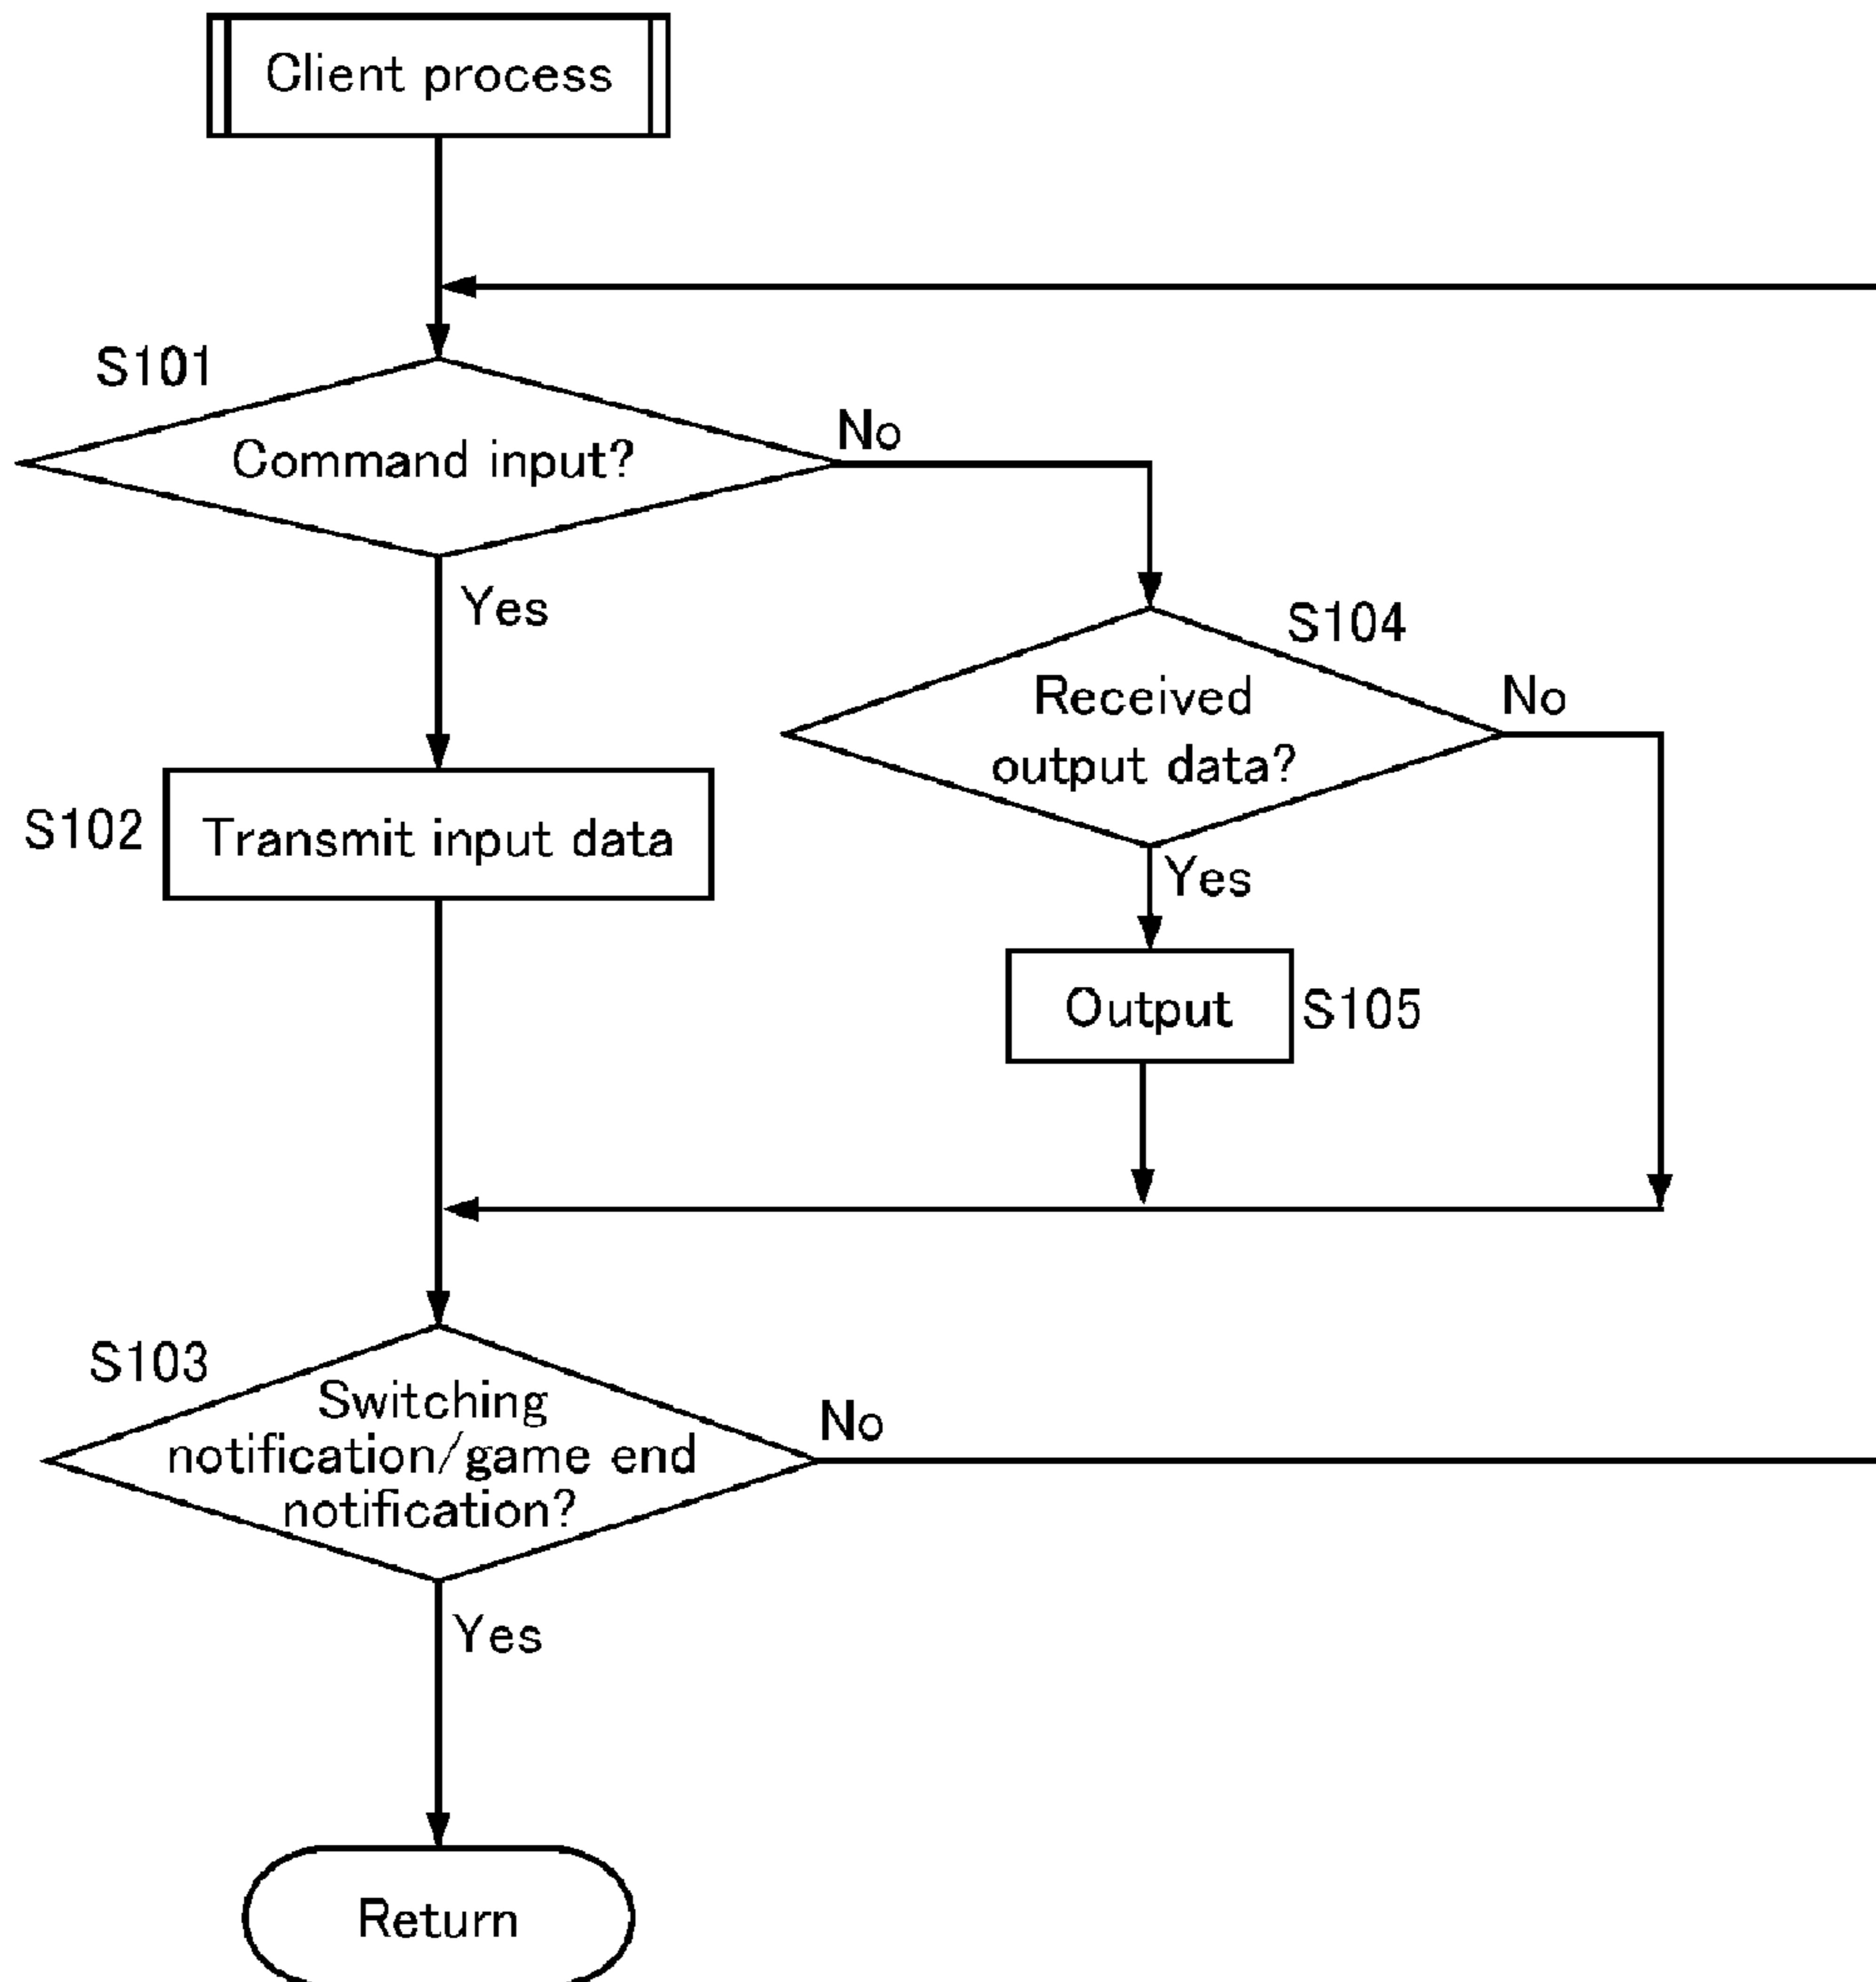 Client process
S101
Command input?
No
Yes
S104
Received
output data?
No
Yes
S102
Transmit input data
Output
S105
S103
Switching
notification/game end
notification?
No
Yes
Return